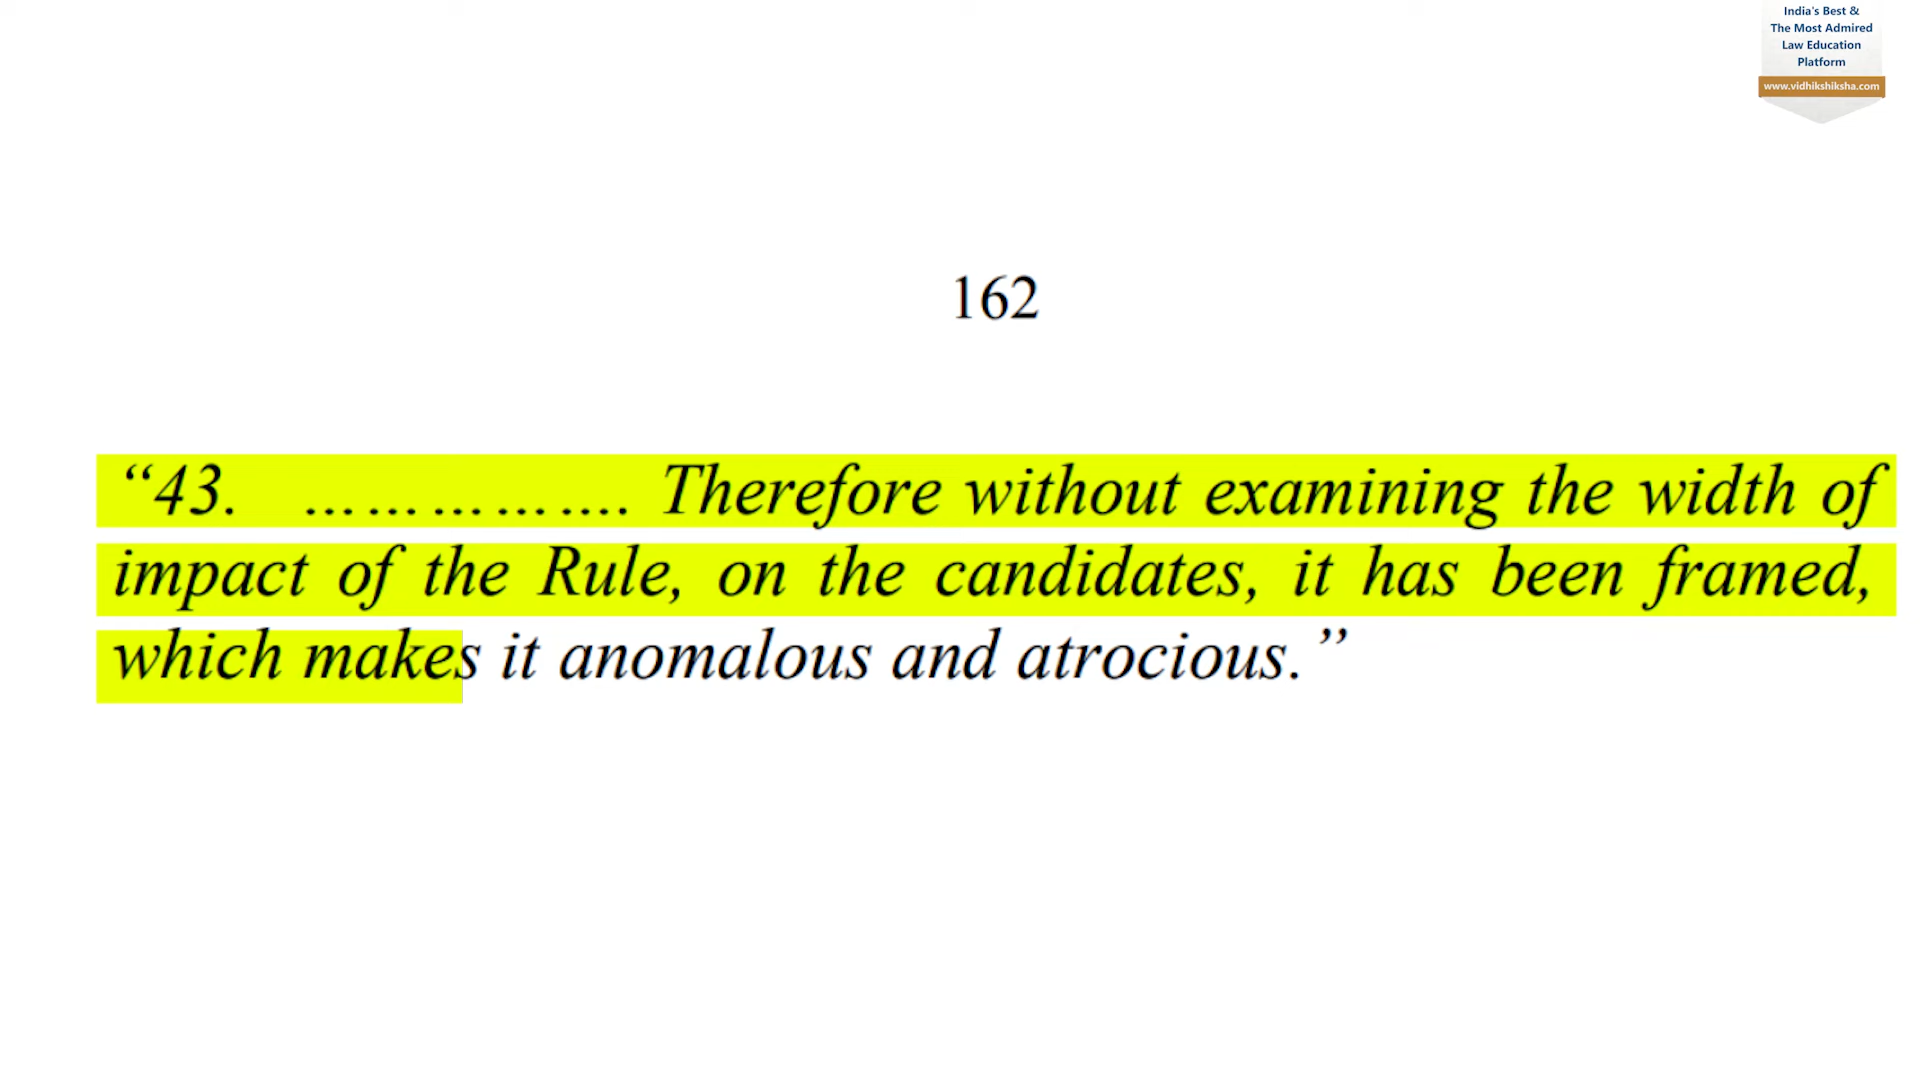 India's Best &
The Most Admired
Law Education
Platform
www.vidhikshiksha.com
162
“43. ……………. Therefore without examining the width of
impact of the Rule, on the candidates, it has been framed,
which makes it anomalous and atrocious.”